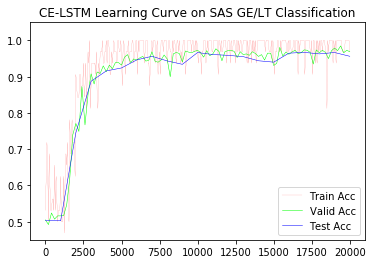 CE-LSTM Learning Curve on SAS GE/LT Classification
1.0
0.9
0.8
0.7
0.6
0.5
Train Acc
Valid Acc
Test Acc
0 2500 5000 7500 10000 12500 15000 17500 20000